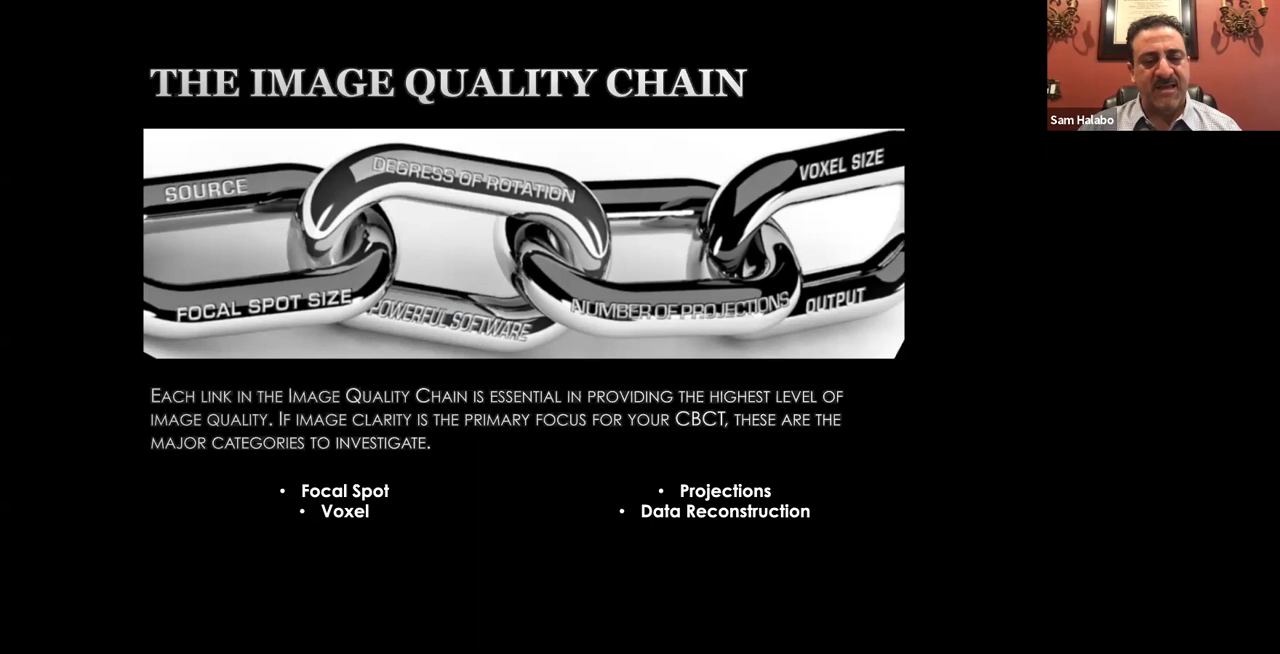 THE IMAGE QUALITY CHAIN
Sam Halabo
SOURCE
DEGRESS OF ROTATION
VOXEL SIZE
FOCAL SPOT SIZE
POWERFUL SOFTWARE
NUMBER OF PROJECTIONS
OUTPUT
EACH LINK IN THE IMAGE QUALITY CHAIN IS ESSENTIAL IN PROVIDING THE HIGHEST LEVEL OF
IMAGE QUALITY. IF IMAGE CLARITY IS THE PRIMARY FOCUS FOR YOUR CBCT, THESE ARE THE
MAJOR CATEGORIES TO INVESTIGATE.
• Focal Spot
• Voxel
• Projections
• Data Reconstruction